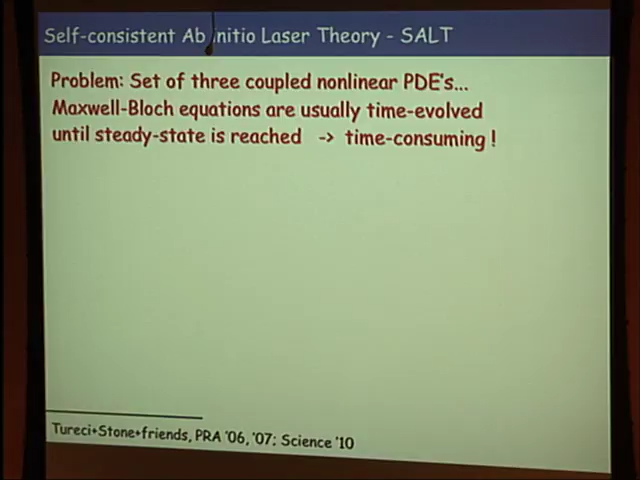 Self-consistent Ab initio Laser Theory - SALT
Problem: Set of three coupled nonlinear PDE's...
Maxwell-Bloch equations are usually time-evolved
until steady-state is reached -> time-consuming !
Tureci+Stone+friends, PRA '06, '07; Science '10